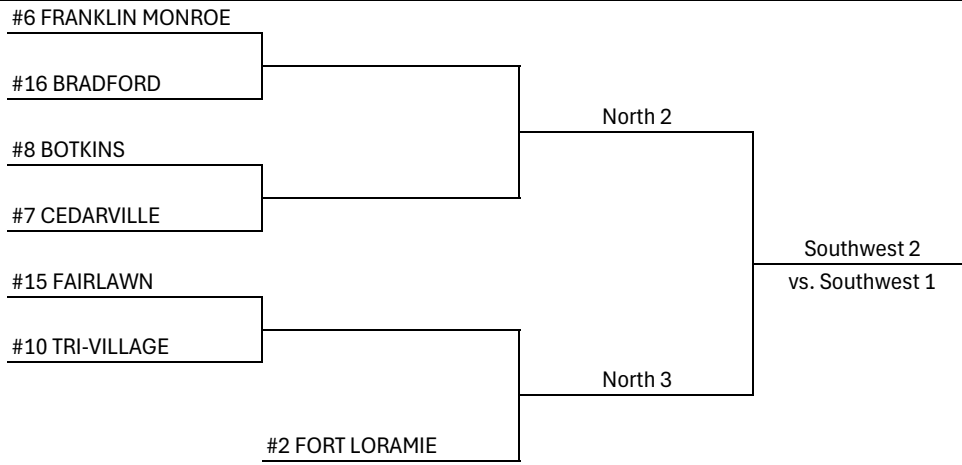 #6 FRANKLIN MONROE
#16 BRADFORD
North 2
#8 BOTKINS
#7 CEDARVILLE
Southwest 2
vs. Southwest 1
#15 FAIRLAWN
#10 TRI-VILLAGE
North 3
#2 FORT LORAMIE